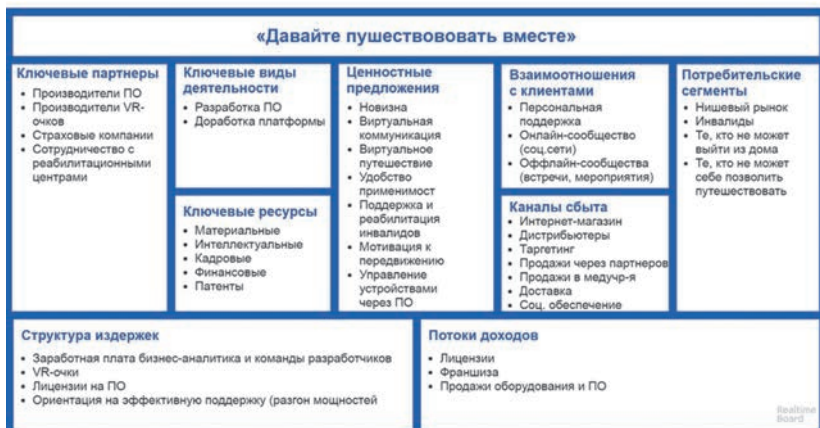 «Давайте пушествововать вместе»
Ключевые партнеры
• Производители ПО
• Производители VR-
очков
• Страховые компании
• Сотрудничество с
реабилитационными
центрами
Ключевые виды
деятельности
• Разработка ПО
• Доработка платформы
Ключевые ресурсы
• Материальные
• Интеллектуальные
• Кадровые
• Финансовые
• Патенты
Ценностные
предложения
• Новизна
• Виртуальная
коммуникация
• Виртуальное
путешествие
• Удобство
применимост
• Поддержка и
реабилитация
инвалидов
• Мотивация к
передвижению
• Управление
устройствами
через ПО
Взаимоотношения
с клиентами
• Персональная
поддержка
• Онлайн-сообщество
(соц.сети)
• Оффлайн-сообщества
(встречи, мероприятия)
Каналы сбыта
• Интернет-магазин
• Дистрибьютеры
• Таргетинг
• Продажи через партнеров
• Продажи в медучр-я
• Доставка
• Соц. обеспечение
Потребительские
сегменты
• Нишевый рынок
• Инвалиды
• Те, кто не может
выйти из дома
• Те, кто не может
себе позволить
путешествовать
Структура издержек
• Заработная плата бизнес-аналитика и команды разработчиков
• VR-очки
• Лицензии на ПО
• Ориентация на эффективную поддержку (разгон мощностей
Потоки доходов
• Лицензии
• Франшиза
• Продажи оборудования и ПО
Realtime
Board